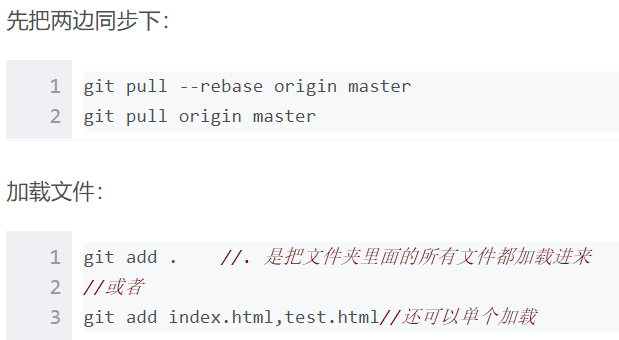 先把两边同步下：
1 git pull --rebase origin master
2 git pull origin master
加载文件：
1 git add .    //. 是把文件夹里面的所有文件都加载进来
2 //或者
3 git add index.html,test.html//还可以单个加载